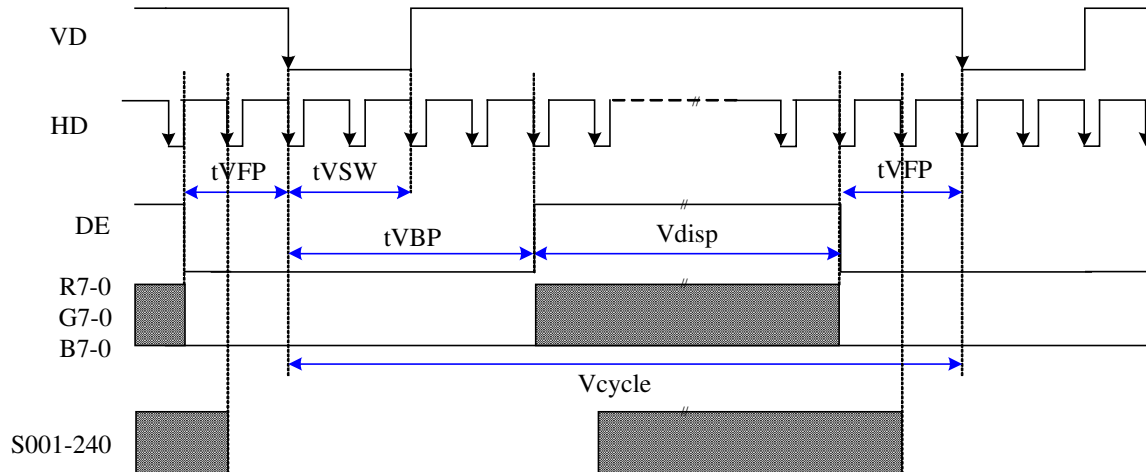 VD
HD
tVFP
tVSW
tVFP
DE
tVBP
Vdisp
R7-0
G7-0
B7-0
Vcycle
S001-240